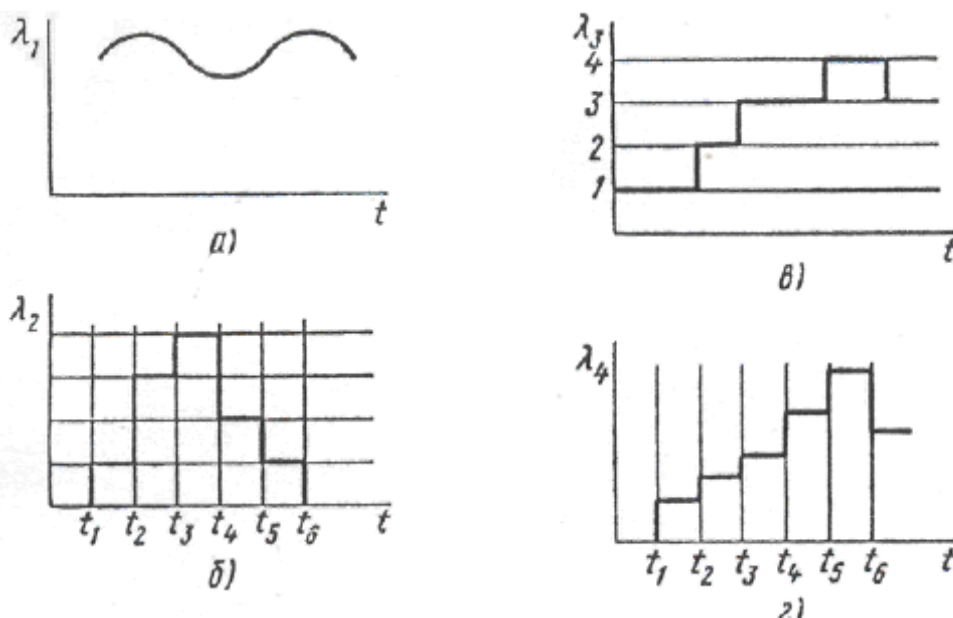 λ₁
t
а)
λ₂
t₁ t₂ t₃ t₄ t₅ t₆ t
б)
λ₃
4
3
2
1
t
в)
λ₄
t₁ t₂ t₃ t₄ t₅ t₆ t
г)